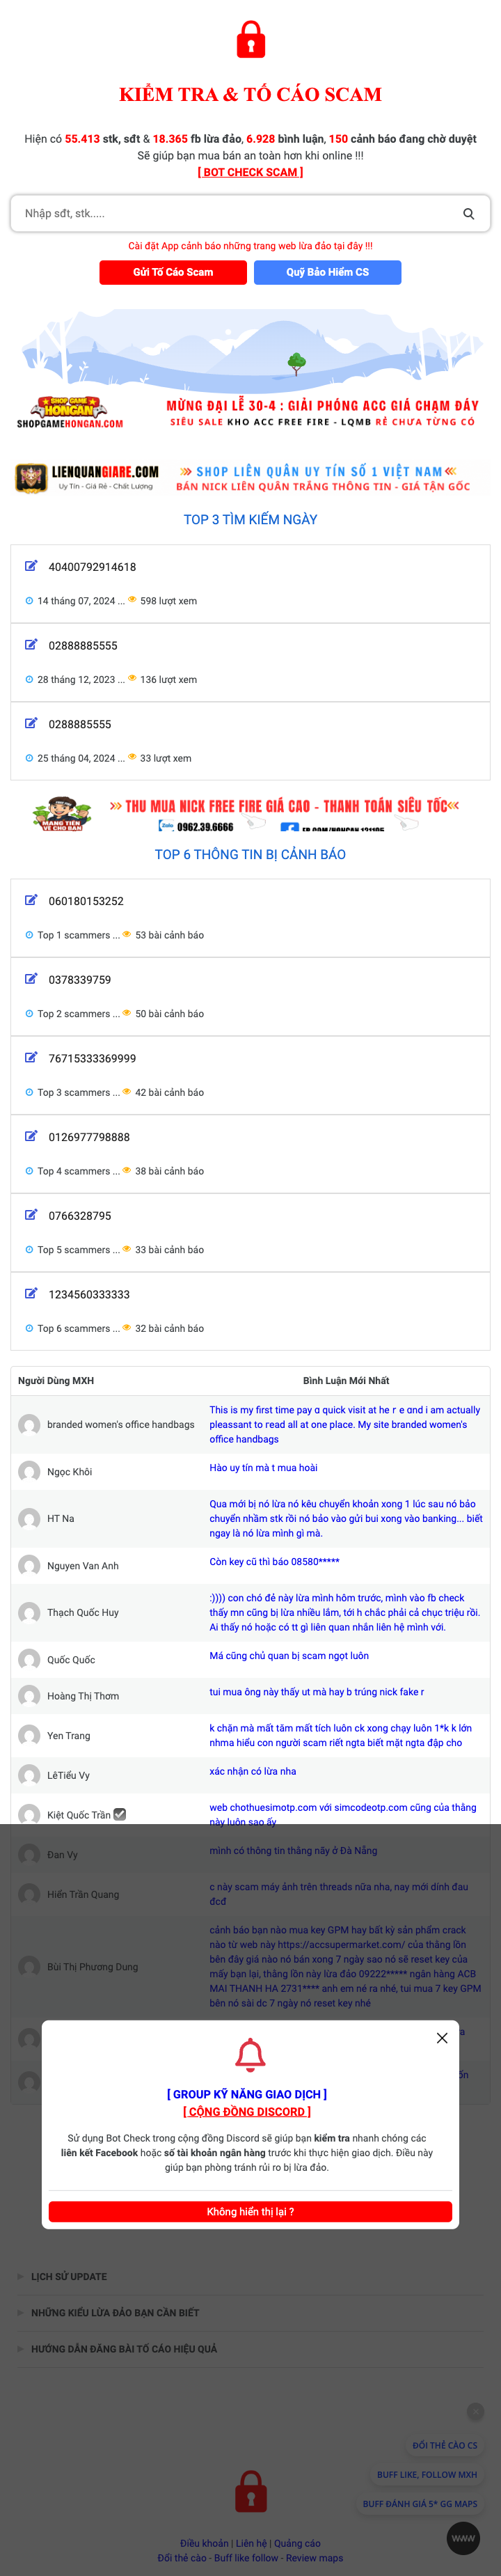 KIỂM TRA & TỐ CÁO SCAM
Hiện có 55.413 stk, sđt & 18.365 fb lừa đảo, 6.928 bình luận, 150 cảnh báo đang chờ duyệt
Sẽ giúp bạn mua bán an toàn hơn khi online !!!
[ BOT CHECK SCAM ]
Nhập sđt, stk.....
Cài đặt App cảnh báo những trang web lừa đảo tại đây !!!
Gửi Tố Cáo Scam
Quỹ Bảo Hiểm CS
SHOP GAME
HONGAN
SHOPGAMEHONGAN.COM
MỪNG ĐẠI LỄ 30-4 : GIẢI PHÓNG ACC GIÁ CHẠM ĐÁY
SIÊU SALE KHO ACC FREE FIRE - LQMB RẺ CHƯA TỪNG CÓ
LIENQUANGIARE.COM
Uy Tín - Giá Rẻ - Chất Lượng
SHOP LIÊN QUÂN UY TÍN SỐ 1 VIỆT NAM
BÁN NICK LIÊN QUÂN TRẮNG THÔNG TIN - GIÁ TẬN GỐC
TOP 3 TÌM KIẾM NGÀY
40400792914618
14 tháng 07, 2024 ... 598 lượt xem
02888885555
28 tháng 12, 2023 ... 136 lượt xem
0288885555
25 tháng 04, 2024 ... 33 lượt xem
MANG TIỀN
VỀ CHO BẠN
THU MUA NICK FREE FIRE GIÁ CAO - THANH TOÁN SIÊU TỐC
Zalo 0962.39.6666
FB.COM/HONGAN.121195
TOP 6 THÔNG TIN BỊ CẢNH BÁO
060180153252
Top 1 scammers ... 53 bài cảnh báo
0378339759
Top 2 scammers ... 50 bài cảnh báo
76715333369999
Top 3 scammers ... 42 bài cảnh báo
0126977798888
Top 4 scammers ... 38 bài cảnh báo
0766328795
Top 5 scammers ... 33 bài cảnh báo
1234560333333
Top 6 scammers ... 32 bài cảnh báo
Người Dùng MXH
Bình Luận Mới Nhất
branded women's office handbags
This is my first time pay ɑ quick visit at he r e ɑnd i am actually
pleassant to read all at one place. My site branded women's
office handbags
Ngọc Khôi
Hào uy tín mà t mua hoài
HT Na
Qua mới bị nó lừa nó kêu chuyển khoản xong 1 lúc sau nó bảo
chuyển nhầm stk rồi nó bảo vào gửi bui xong vào banking... biết
ngay là nó lừa mình gì mà.
Nguyen Van Anh
Còn key cũ thì báo 08580*****
Thạch Quốc Huy
:)))) con chó đẻ này lừa mình hôm trước, mình vào fb check
thấy mn cũng bị lừa nhiều lắm, tới h chắc phải cả chục triệu rồi.
Ai thấy nó hoặc có tt gì liên quan nhắn liên hệ mình với.
Quốc Quốc
Má cũng chủ quan bị scam ngọt luôn
Hoàng Thị Thơm
tui mua ông này thấy ut mà hay b trúng nick fake r
Yen Trang
k chặn mà mất tăm mất tích luôn ck xong chạy luôn 1*k k lớn
nhma hiểu con người scam riết ngta biết mặt ngta đập cho
LêTiểu Vy
xác nhận có lừa nha
Kiệt Quốc Trần
web chothuesimotp.com với simcodeotp.com cũng của thằng
này luôn sao ấy
Đan Vy
mình có thông tin thằng nãy ở Đà Nẵng
Hiển Trần Quang
c này scam máy ảnh trên threads nữa nha, nay mới dính đau
đcđ
Bùi Thị Phương Dung
cảnh báo bạn nào mua key GPM hay bất kỳ sản phẩm crack
nào từ web này https://accsupermarket.com/ của thằng lồn
bên đây giá nào nó bán xong 7 ngày sao nó sẽ reset key của
mấy bạn lại, thằng lồn này lừa đảo 09222***** ngân hàng ACB
MAI THANH HA 2731**** anh em né ra nhé, tui mua 7 key GPM
bên nó sài dc 7 ngày nó reset key nhé
[ GROUP KỸ NĂNG GIAO DỊCH ]
[ CỘNG ĐỒNG DISCORD ]
Sử dụng Bot Check trong cộng đồng Discord sẽ giúp bạn kiểm tra nhanh chóng các
liên kết Facebook hoặc số tài khoản ngân hàng trước khi thực hiện giao dịch. Điều này
giúp bạn phòng tránh rủi ro bị lừa đảo.
Không hiển thị lại ?
LỊCH SỬ UPDATE
NHỮNG KIỂU LỪA ĐẢO BẠN CẦN BIẾT
HƯỚNG DẪN ĐĂNG BÀI TỐ CÁO HIỆU QUẢ
ĐỔI THẺ CÀO CS
BUFF LIKE, FOLLOW MXH
BUFF ĐÁNH GIÁ 5* GG MAPS
Điều khoản | Liên hệ | Quảng cáo
Đổi thẻ cào - Buff like follow - Review maps